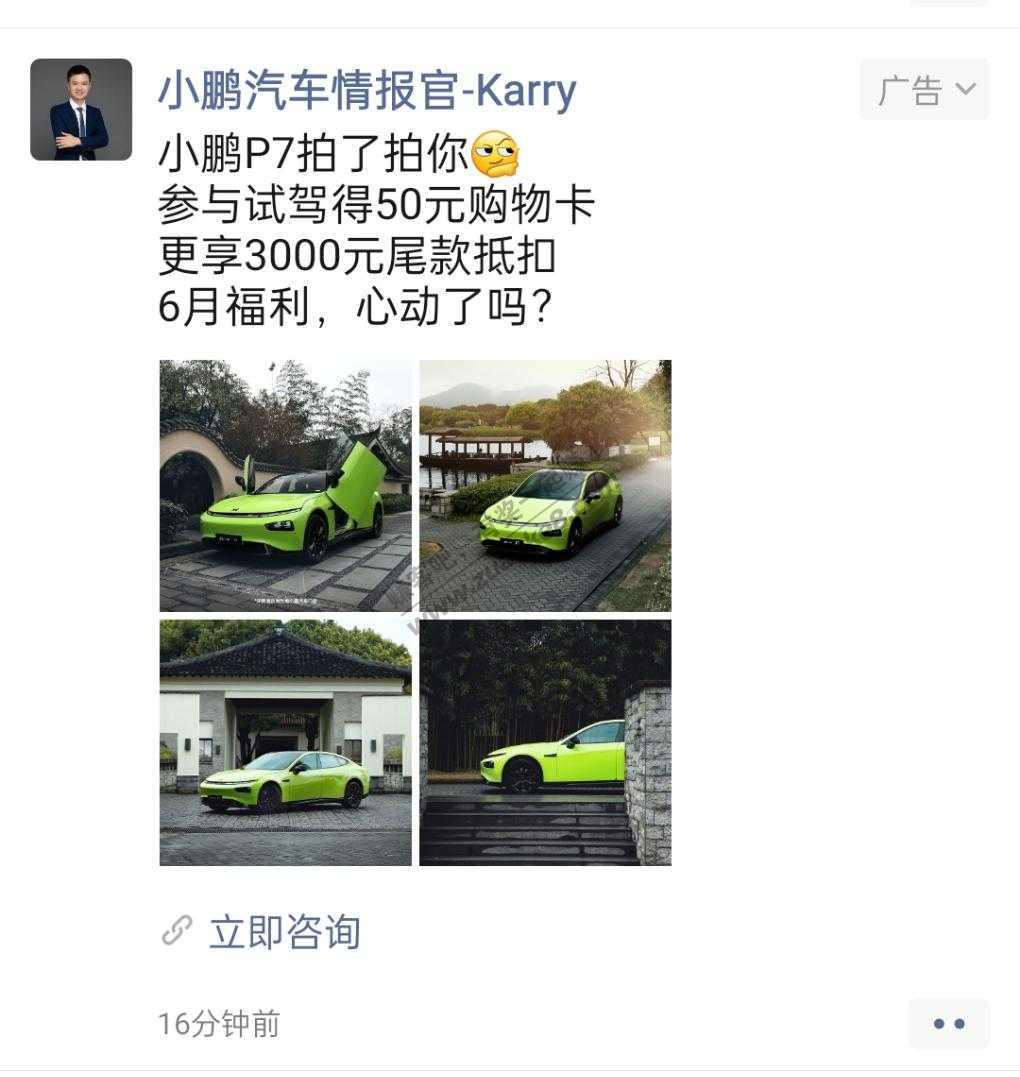 小鹏汽车情报官-Karry
广告
小鹏P7拍了拍你
参与试驾得50元购物卡
更享3000元尾款抵扣
6月福利，心动了吗？
立即咨询
16分钟前